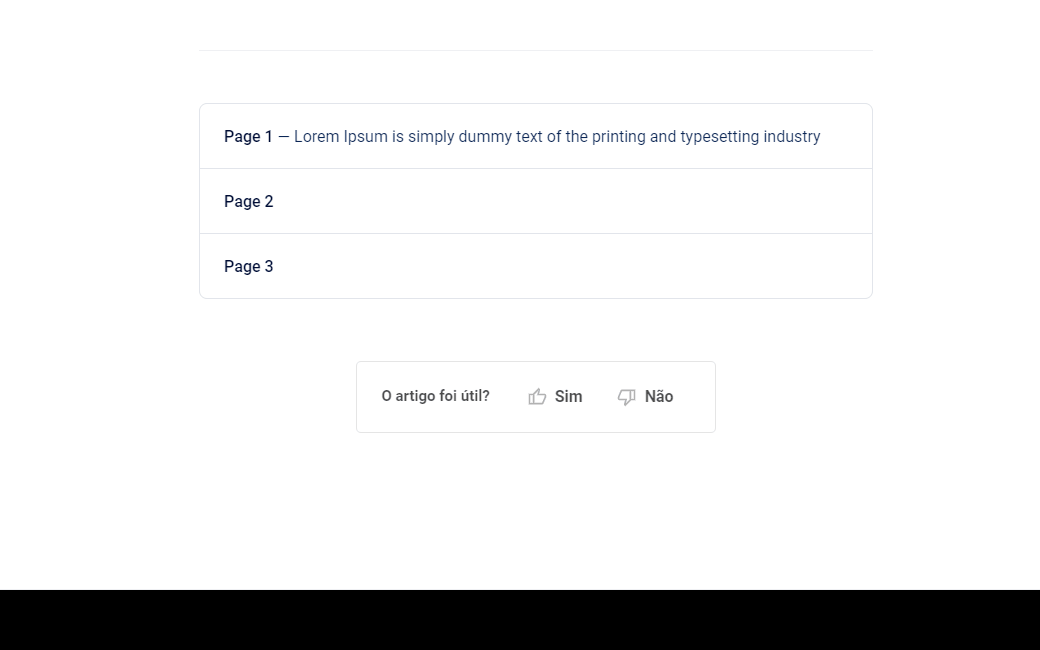 Page 1 — Lorem Ipsum is simply dummy text of the printing and typesetting industry
Page 2
Page 3
O artigo foi útil? Sim Não